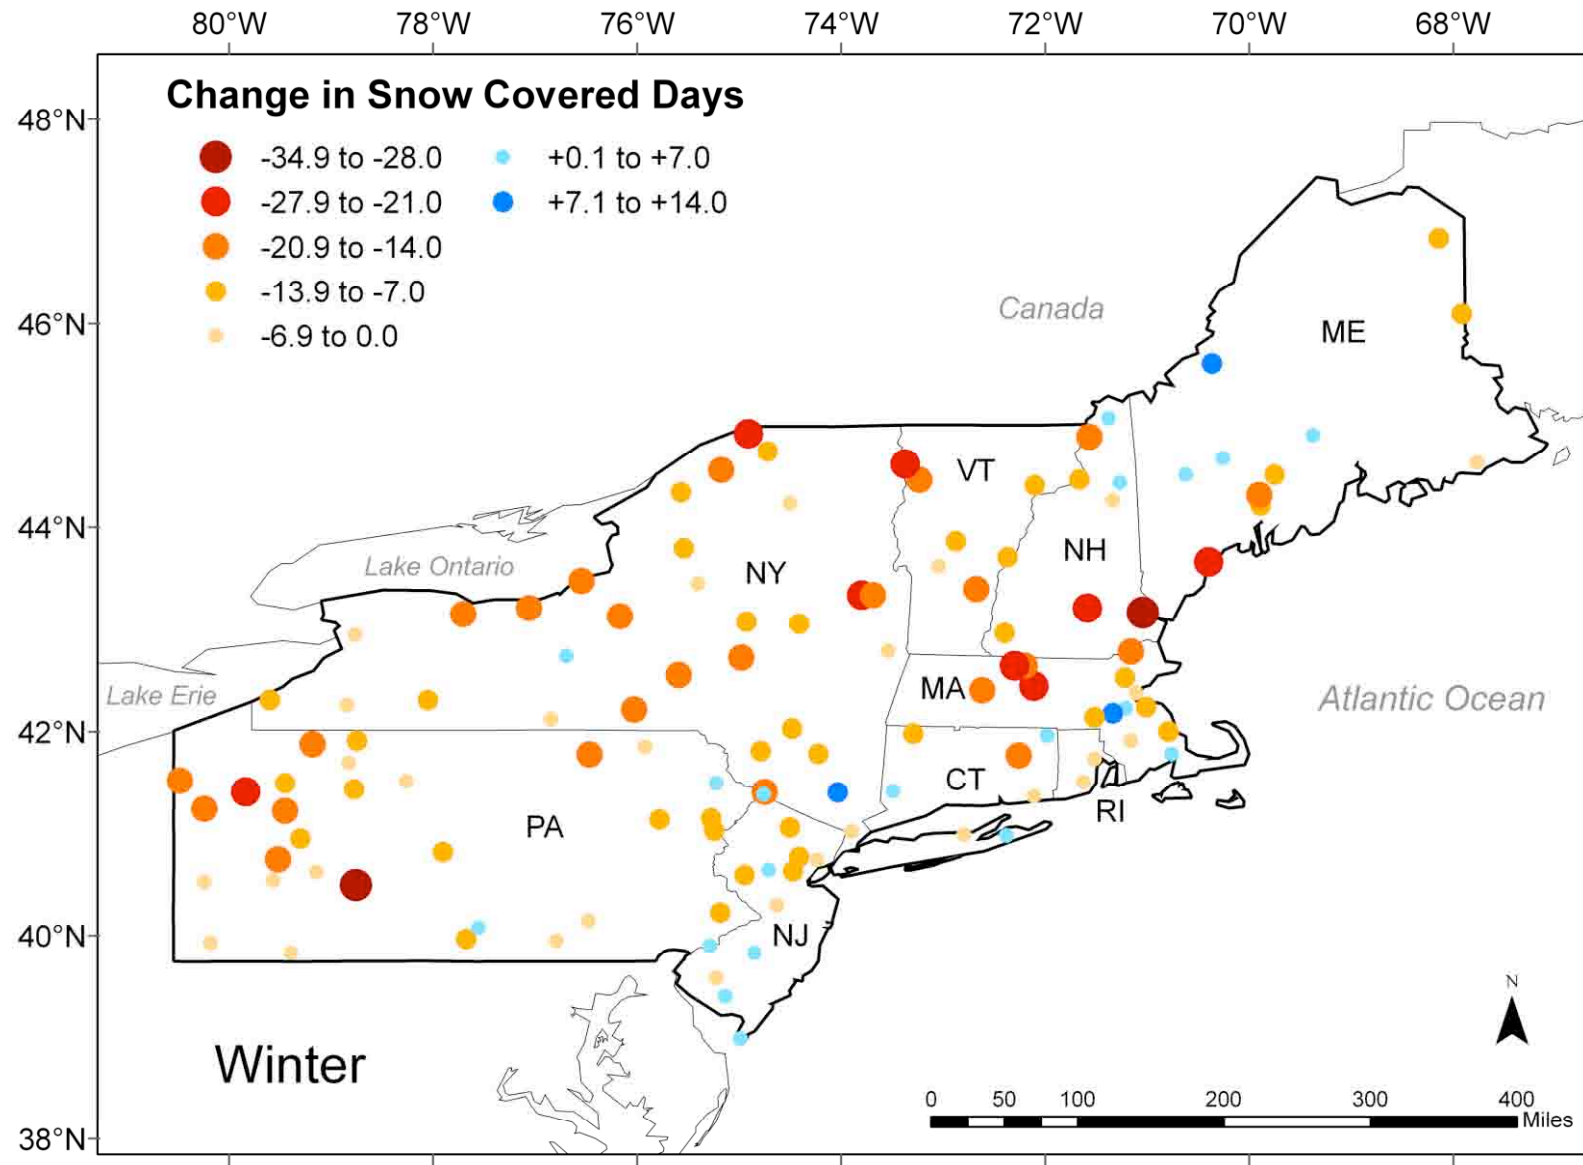 80°W 78°W 76°W 74°W 72°W 70°W 68°W
Change in Snow Covered Days
48°N
-34.9 to -28.0 +0.1 to +7.0
-27.9 to -21.0 +7.1 to +14.0
-20.9 to -14.0
-13.9 to -7.0
-6.9 to 0.0
46°N
Canada
ME
VT
44°N
Lake Ontario
NY
NH
Lake Erie
MA
Atlantic Ocean
42°N
CT
RI
PA
40°N
NJ
N
Winter
0 50 100 200 300 400
Miles
38°N